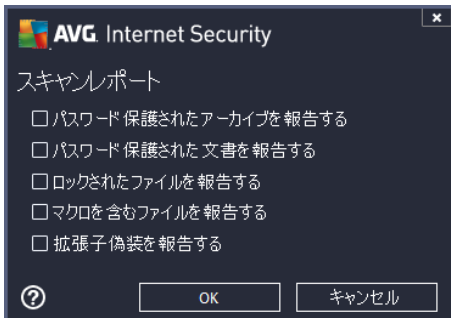 AVG. Internet Security
スキャンレポート
パスワード保護されたアーカイブを報告する
パスワード保護された文書を報告する
ロックされたファイルを報告する
マクロを含むファイルを報告する
拡張子偽装を報告する
OK
キャンセル